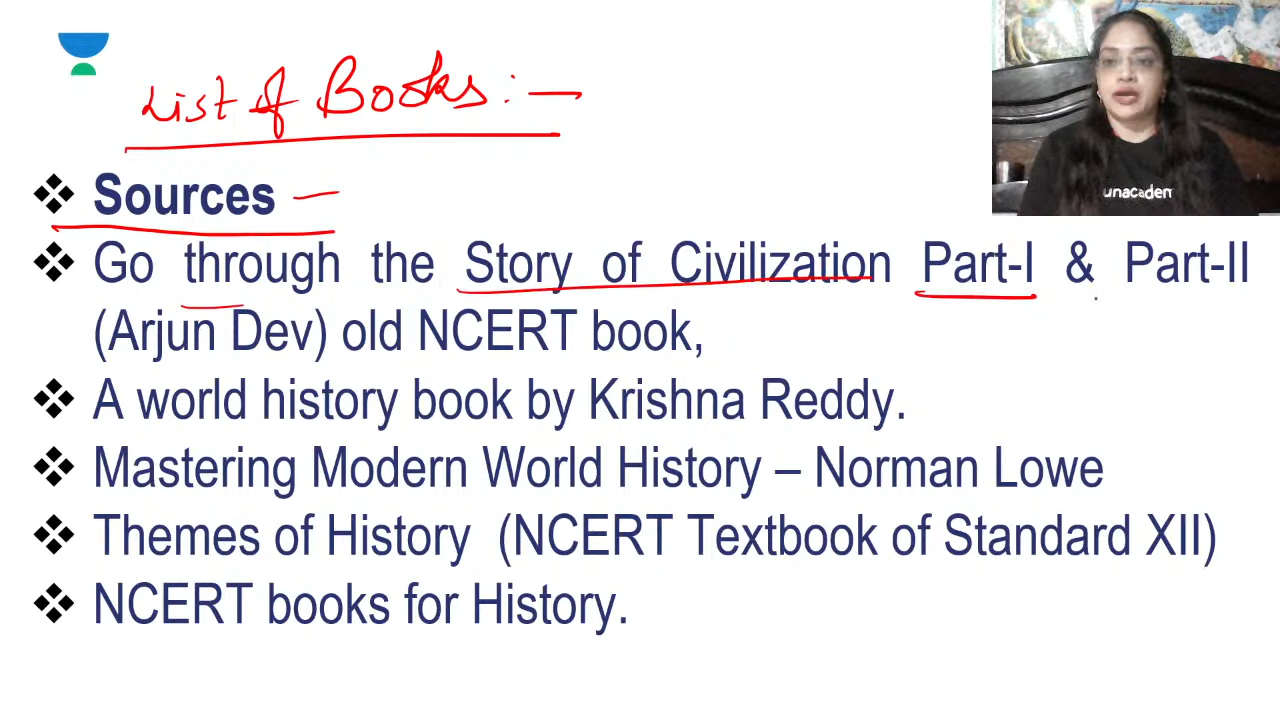 List of Books:-
❖ Sources -
❖ Go through the Story of Civilization Part-I & Part-II
(Arjun Dev) old NCERT book,
❖ A world history book by Krishna Reddy.
❖ Mastering Modern World History – Norman Lowe
❖ Themes of History (NCERT Textbook of Standard XII)
❖ NCERT books for History.
unacadem